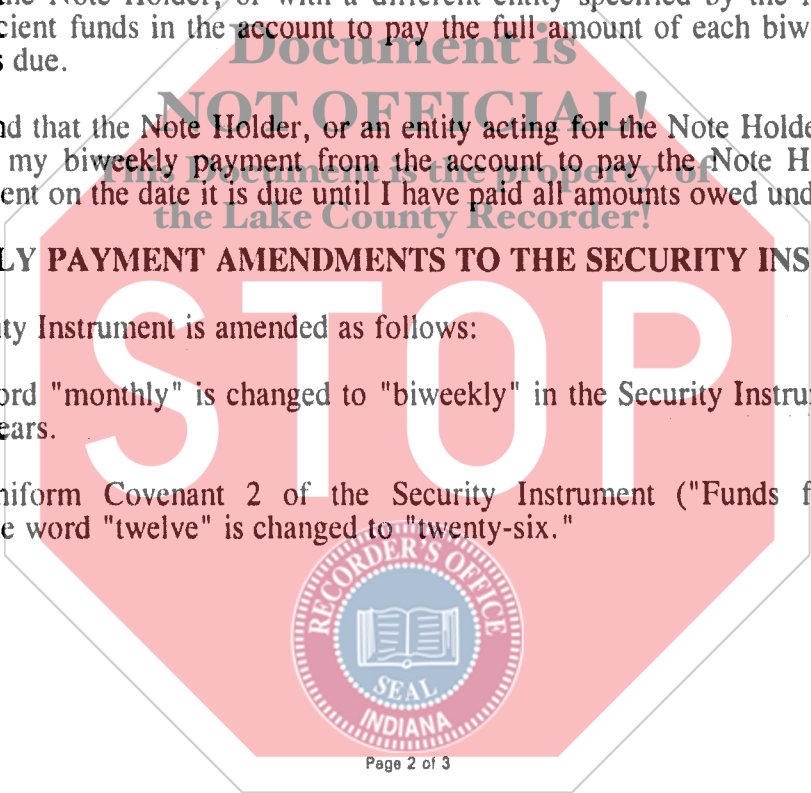 the Note Holder, or with a different entity specified by the
cient funds in the account to pay the full amount of each biw
s due.
Document is
NOT OFFICIAL!
This Document is the property of
the Lake County Recorder!
nd that the Note Holder, or an entity acting for the Note Holde
my biweekly payment from the account to pay the Note H
ent on the date it is due until I have paid all amounts owed und
LY PAYMENT AMENDMENTS TO THE SECURITY INS
STOP
ity Instrument is amended as follows:
ord "monthly" is changed to "biweekly" in the Security Instru
ears.
niform Covenant 2 of the Security Instrument ("Funds f
e word "twelve" is changed to "twenty-six."
RECORDER'S OFFICE
SEAL
INDIANA
Page 2 of 3